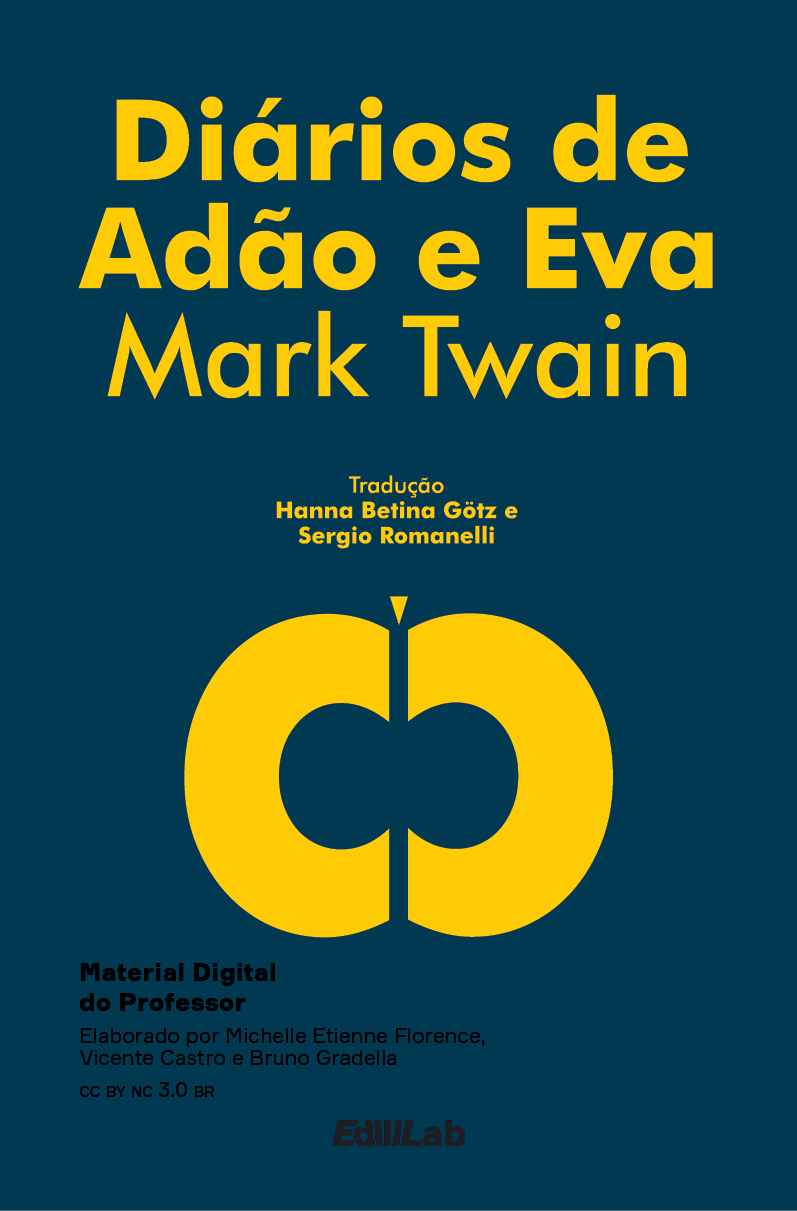 Diários de
Adão e Eva
Mark Twain
Tradução
Hanna Betina Götz e
Sergio Romanelli
Material Digital
do Professor
Elaborado por Michelle Etienne Florence,
Vicente Castro e Bruno Gradella
CC BY NC 3.0 BR
EdLab